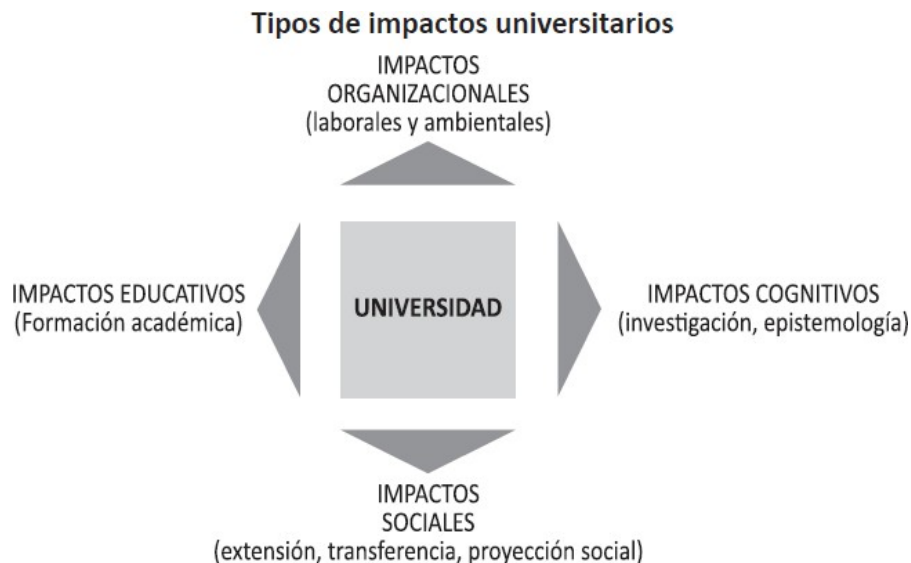 Tipos de impactos universitarios
IMPACTOS
ORGANIZACIONALES
(laborales y ambientales)
IMPACTOS EDUCATIVOS
(Formación académica)
UNIVERSIDAD
IMPACTOS COGNITIVOS
(investigación, epistemología)
IMPACTOS
SOCIALES
(extensión, transferencia, proyección social)